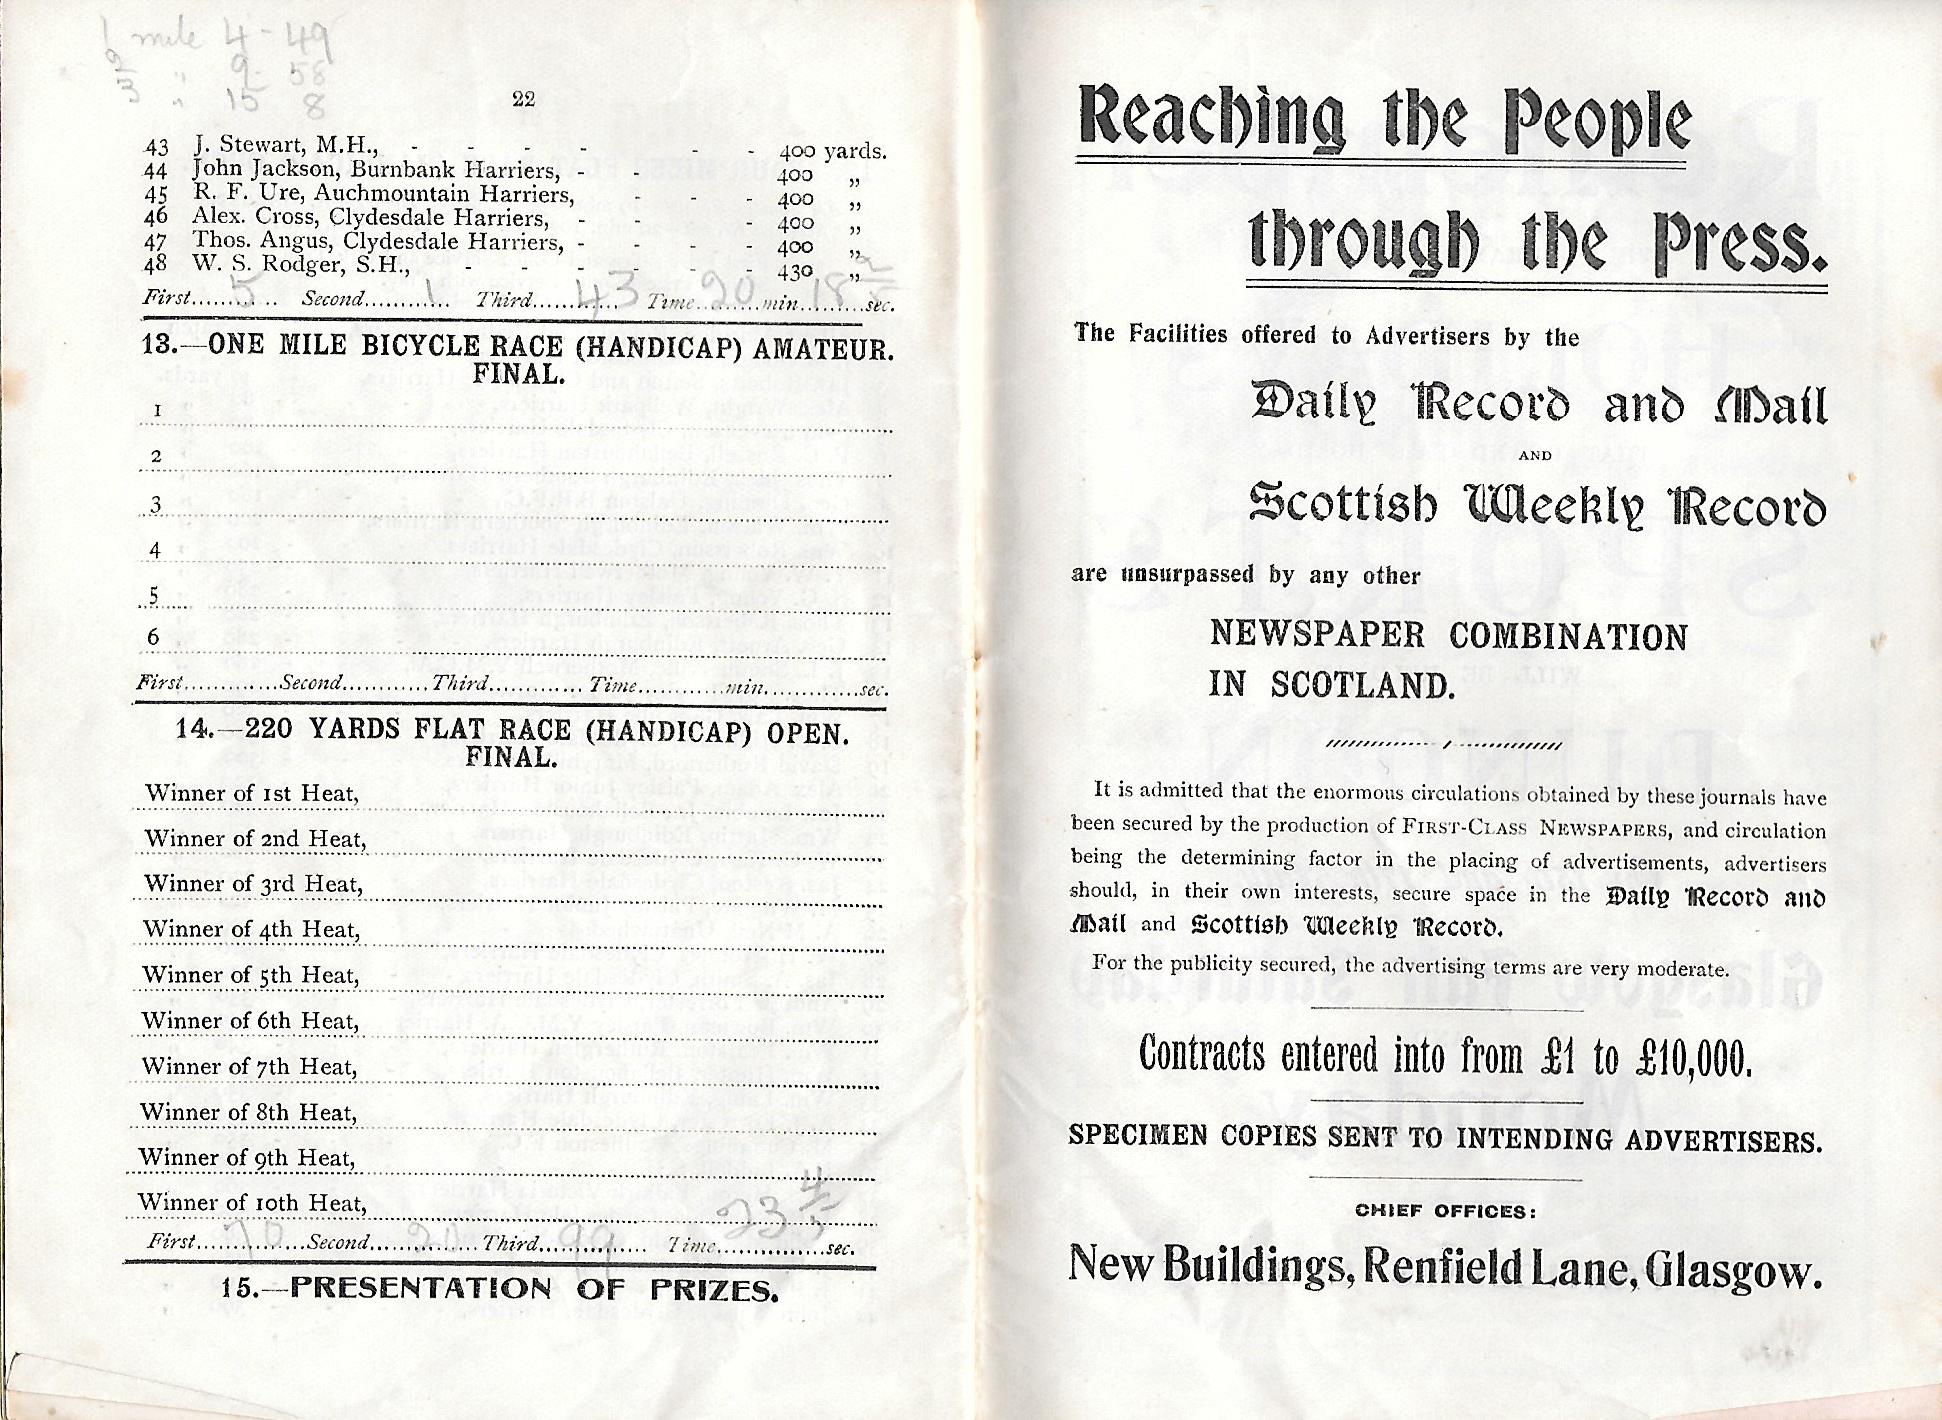 1 mile 4-49
2 " 9-58
3 " 15 8
22
43 J. Stewart, M.H., - - - - - - 400 yards.
44 John Jackson, Burnbank Harriers, - - - 400 „
45 R. F. Ure, Auchmountain Harriers, - - - 400 „
46 Alex. Cross, Clydesdale Harriers, - - - 400 „
47 Thos. Angus, Clydesdale Harriers, - - - - 400 „
48 W. S. Rodger, S.H., - - - - - - 430 „
First 5 Second 1 Third 43 Time 20 min. 18 sec.
13.—ONE MILE BICYCLE RACE (HANDICAP) AMATEUR.
FINAL.
1
2
3
4
5
6
First............Second............Third............Time............min............sec.
14.—220 YARDS FLAT RACE (HANDICAP) OPEN.
FINAL.
Winner of 1st Heat,
Winner of 2nd Heat,
Winner of 3rd Heat,
Winner of 4th Heat,
Winner of 5th Heat,
Winner of 6th Heat,
Winner of 7th Heat,
Winner of 8th Heat,
Winner of 9th Heat,
Winner of 10th Heat,
First 70 Second Third 99 Time 23 4/5 sec.
15.—PRESENTATION OF PRIZES.
Reaching the People
through the Press.
The Facilities offered to Advertisers by the
Daily Record and Mail
AND
Scottish Weekly Record
are unsurpassed by any other
NEWSPAPER COMBINATION
IN SCOTLAND.
It is admitted that the enormous circulations obtained by these journals have
been secured by the production of FIRST-CLASS NEWSPAPERS, and circulation
being the determining factor in the placing of advertisements, advertisers
should, in their own interests, secure space in the Daily Record and
Mail and Scottish Weekly Record.
For the publicity secured, the advertising terms are very moderate.
Contracts entered into from £1 to £10,000.
SPECIMEN COPIES SENT TO INTENDING ADVERTISERS.
CHIEF OFFICES:
New Buildings, Renfield Lane, Glasgow.